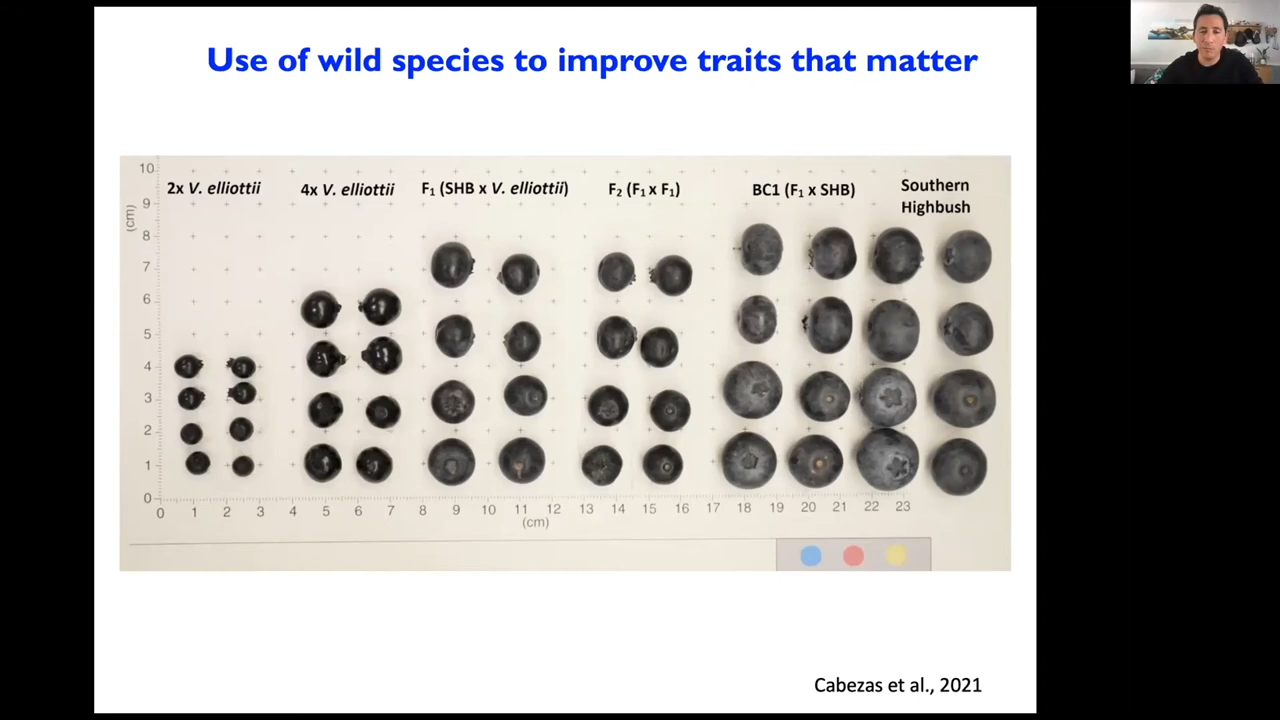 Use of wild species to improve traits that matter
2x V. elliottii
4x V. elliottii
F₁ (SHB x V. elliottii)
F₂ (F₁ x F₁)
BC1 (F₁ x SHB)
Southern
Highbush
10
9
8
7
6
5
4
3
2
1
0
(cm)
0 1 2 3 4 5 6 7 8 9 10 11 12 13 14 15 16 17 18 19 20 21 22 23
(cm)
Cabezas et al., 2021